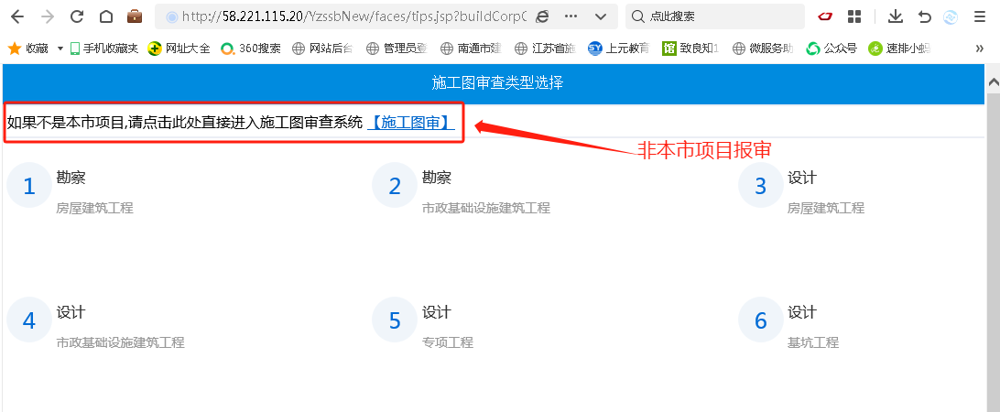 http://58.221.115.20/YzssbNew/faces/tips.jsp?buildCorpC
点此搜索
收藏 手机收藏夹 网址大全 360搜索 网站后台 管理员登 南通市建 江苏省施 上元教育 致良知1 微服务助 公众号 速排小蚂 »
施工图审查类型选择
如果不是本市项目,请点击此处直接进入施工图审查系统 【施工图审】
非本市项目报审
1 勘察
房屋建筑工程
2 勘察
市政基础设施建筑工程
3 设计
房屋建筑工程
4 设计
市政基础设施建筑工程
5 设计
专项工程
6 设计
基坑工程